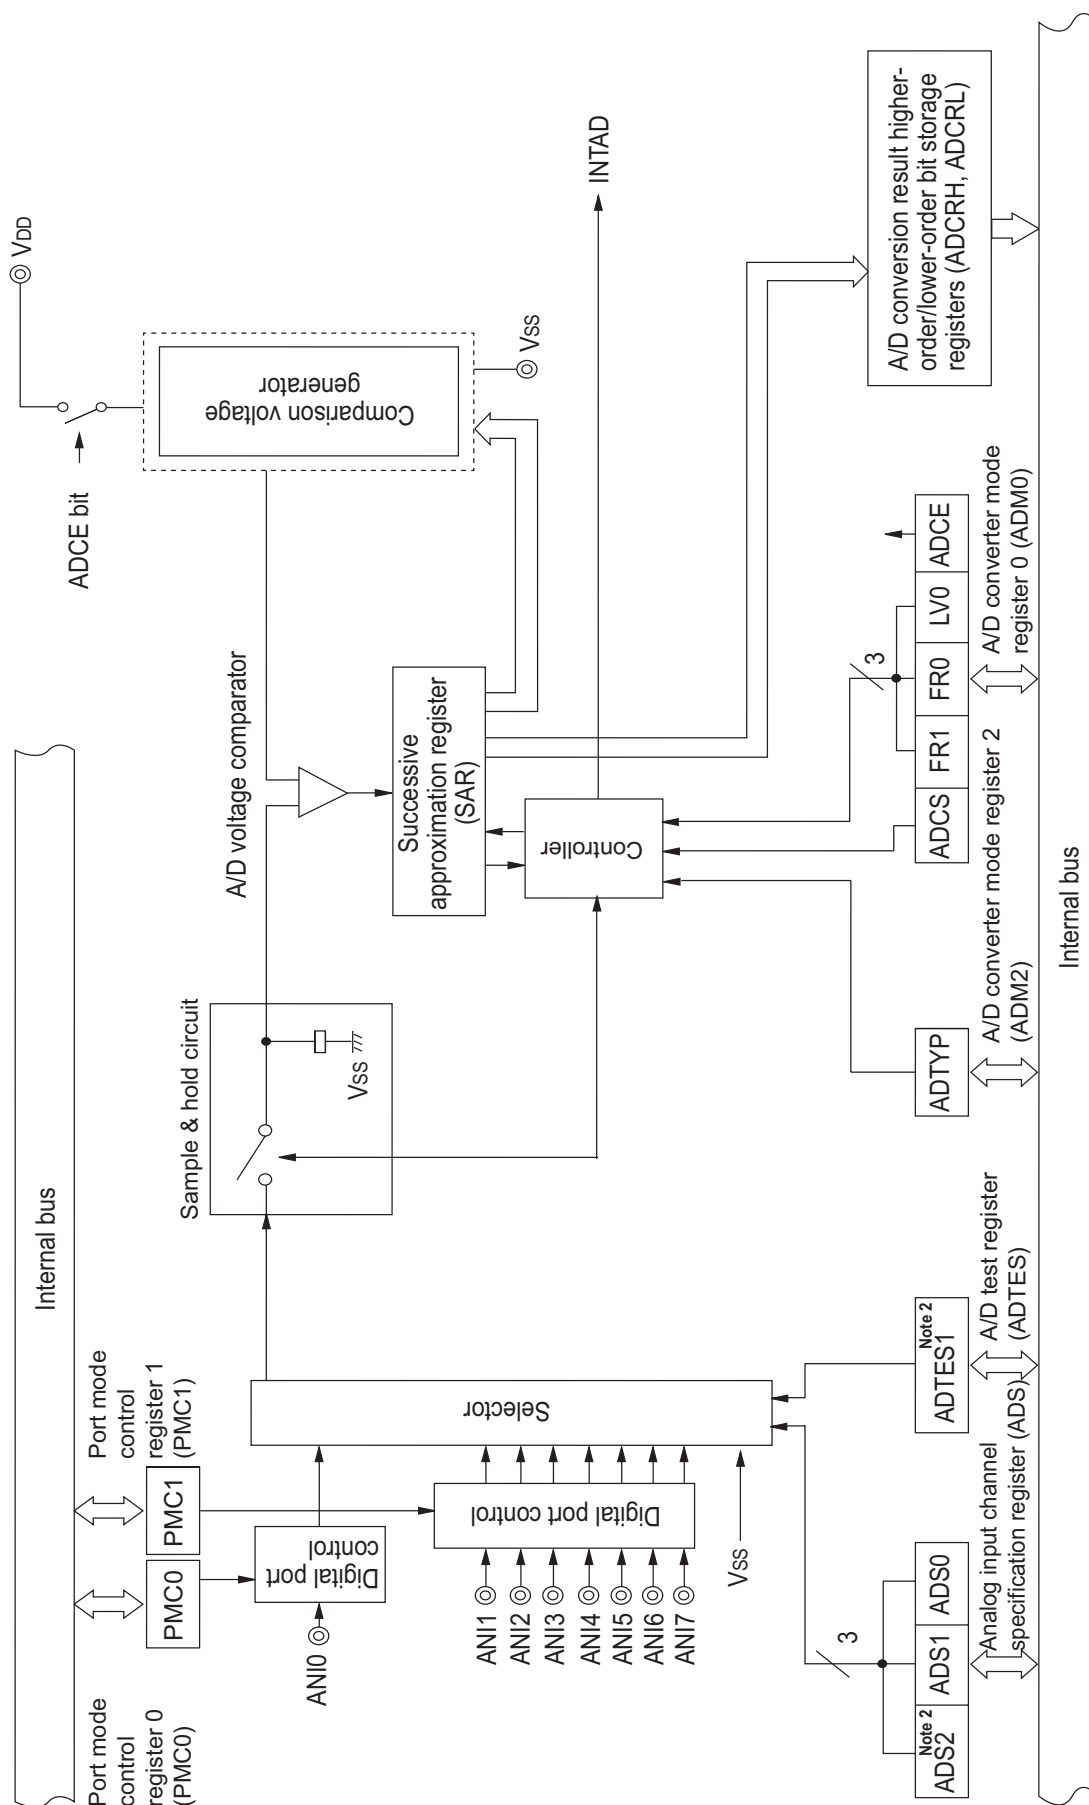 Internal bus
Port mode
control
register 0
(PMC0)
Port mode
control
register 1
(PMC1)
PMC0
PMC1
ANI0
Digital port
control
ANI1
ANI2
ANI3
ANI4
ANI5
ANI6
ANI7
Digital port control
VSS
Selector
Sample & hold circuit
VSS
A/D voltage comparator
ADCE bit
VDD
Comparison voltage
generator
VSS
Successive
approximation register
(SAR)
Controller
INTAD
A/D conversion result higher-
order/lower-order bit storage
registers (ADCRH, ADCRL)
3
Note 2
ADS2
ADS1
ADS0
Analog input channel
specification register (ADS)
Note 2
ADTES1
A/D test register
(ADTES)
ADTYP
A/D converter mode register 2
(ADM2)
3
ADCS
FR1
FR0
LV0
ADCE
A/D converter mode
register 0 (ADM0)
Internal bus